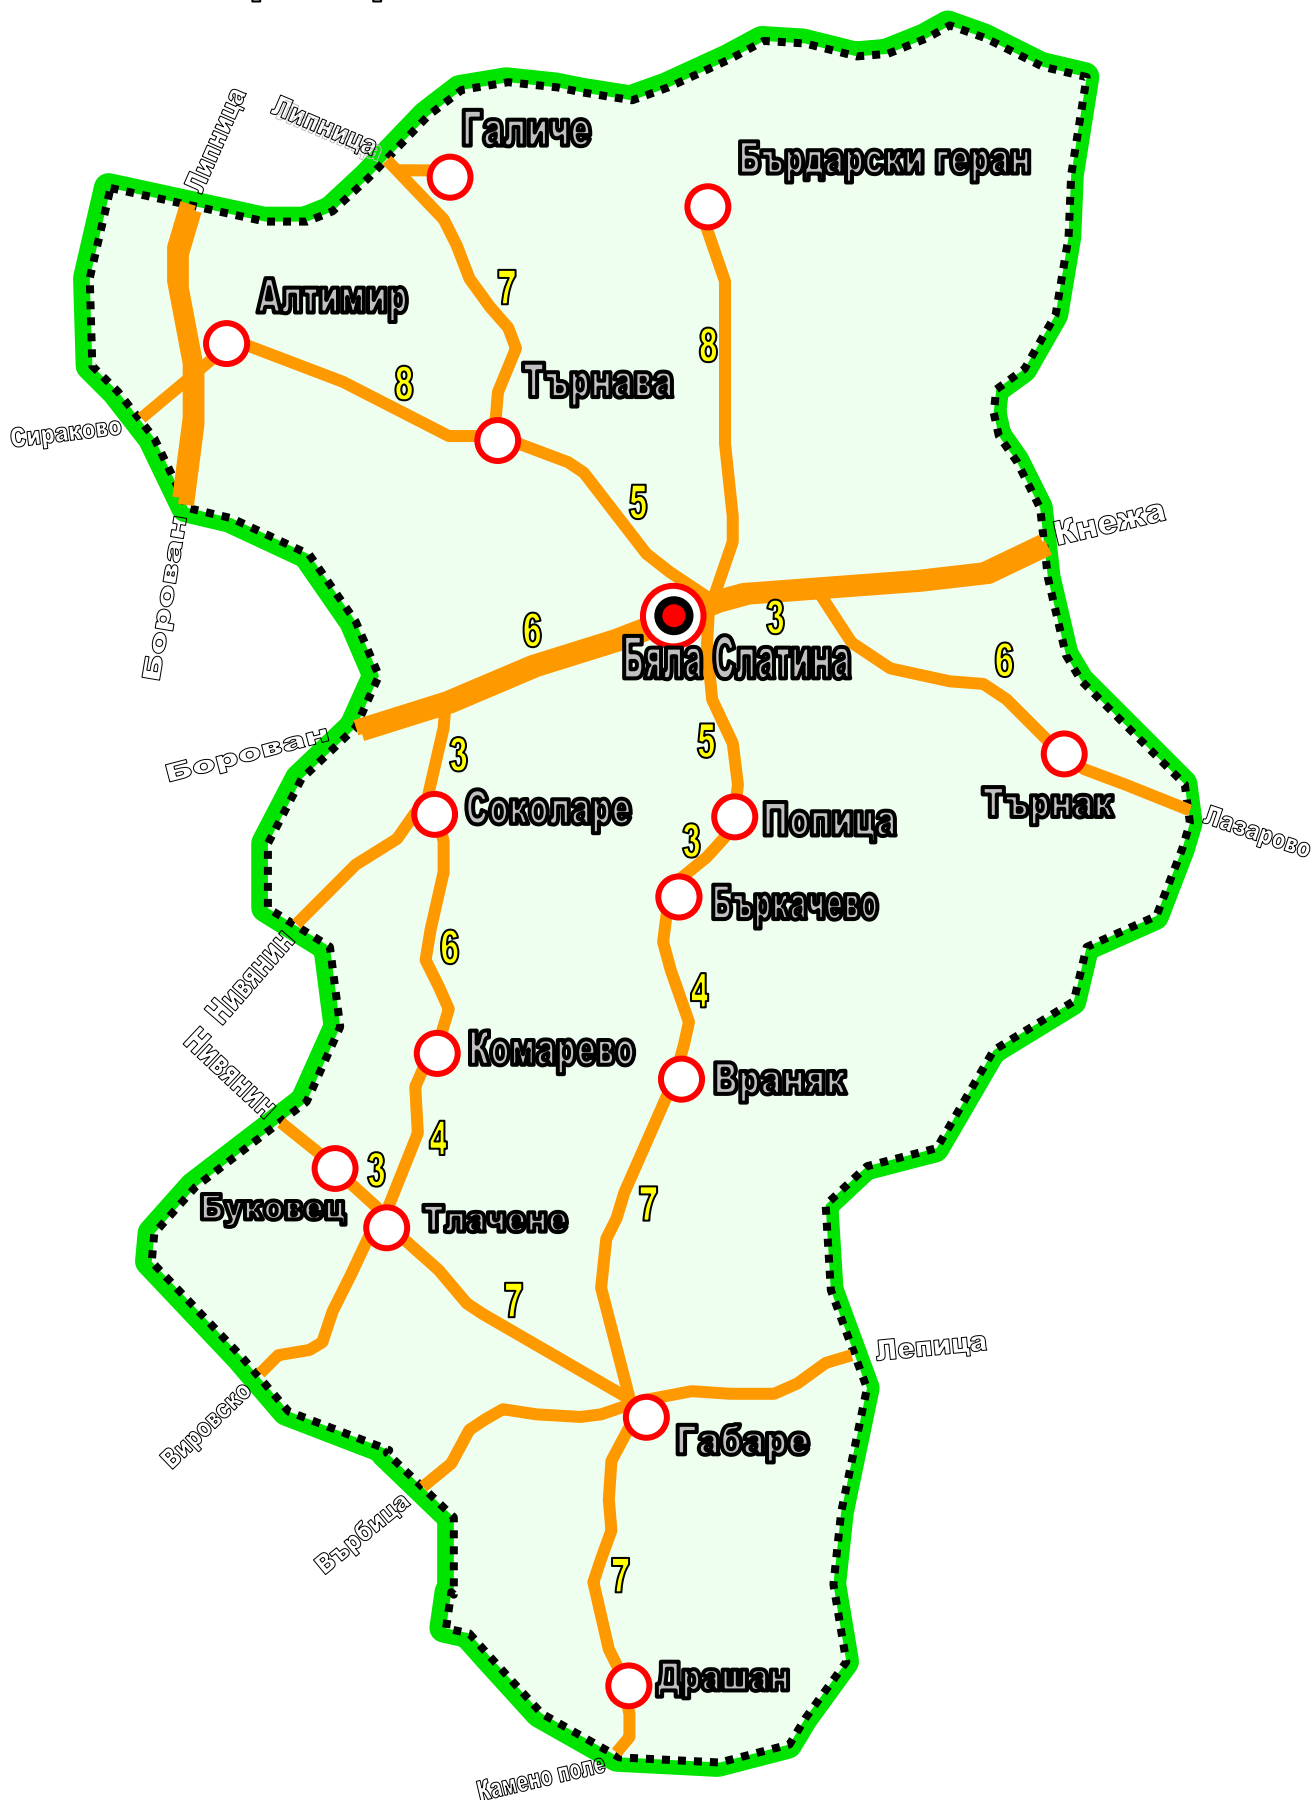 Липница
Липница
Галиче
Бърдарски геран
7
Алтимир
8
8
Търнава
Сираково
5
Кнежа
Борован
6
3
Бяла Слатина
6
Борован
3
5
Соколаре
Попица
Търнак
Лазарово
3
Бъркачево
Нивянин
6
4
Нивянин
Комарево
Враняк
4
3
Буковец
Тлачене
7
7
Лепица
Вировско
Габаре
Върбица
7
Драшан
Камено поле